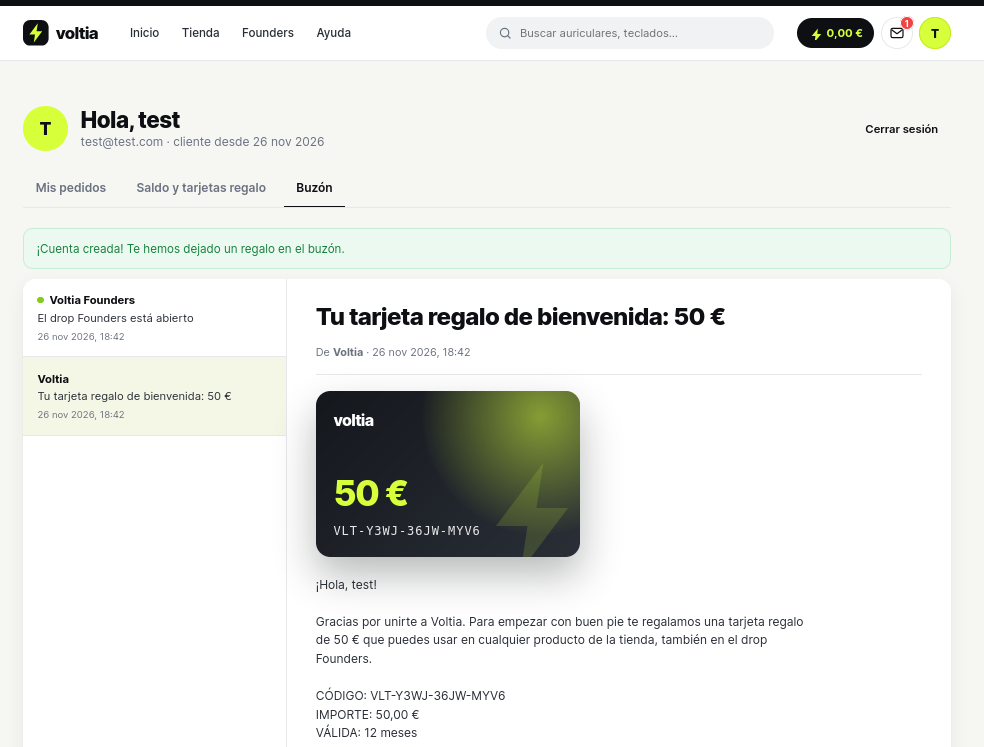 voltia
Inicio
Tienda
Founders
Ayuda
Buscar auriculares, teclados...
0,00 €
1
T
T
Hola, test
test@test.com · cliente desde 26 nov 2026
Cerrar sesión
Mis pedidos
Saldo y tarjetas regalo
Buzón
¡Cuenta creada! Te hemos dejado un regalo en el buzón.
Voltia Founders
El drop Founders está abierto
26 nov 2026, 18:42
Voltia
Tu tarjeta regalo de bienvenida: 50 €
26 nov 2026, 18:42
Tu tarjeta regalo de bienvenida: 50 €
De Voltia · 26 nov 2026, 18:42
voltia
50 €
VLT-Y3WJ-36JW-MYV6
¡Hola, test!
Gracias por unirte a Voltia. Para empezar con buen pie te regalamos una tarjeta regalo
de 50 € que puedes usar en cualquier producto de la tienda, también en el drop
Founders.
CÓDIGO: VLT-Y3WJ-36JW-MYV6
IMPORTE: 50,00 €
VÁLIDA: 12 meses